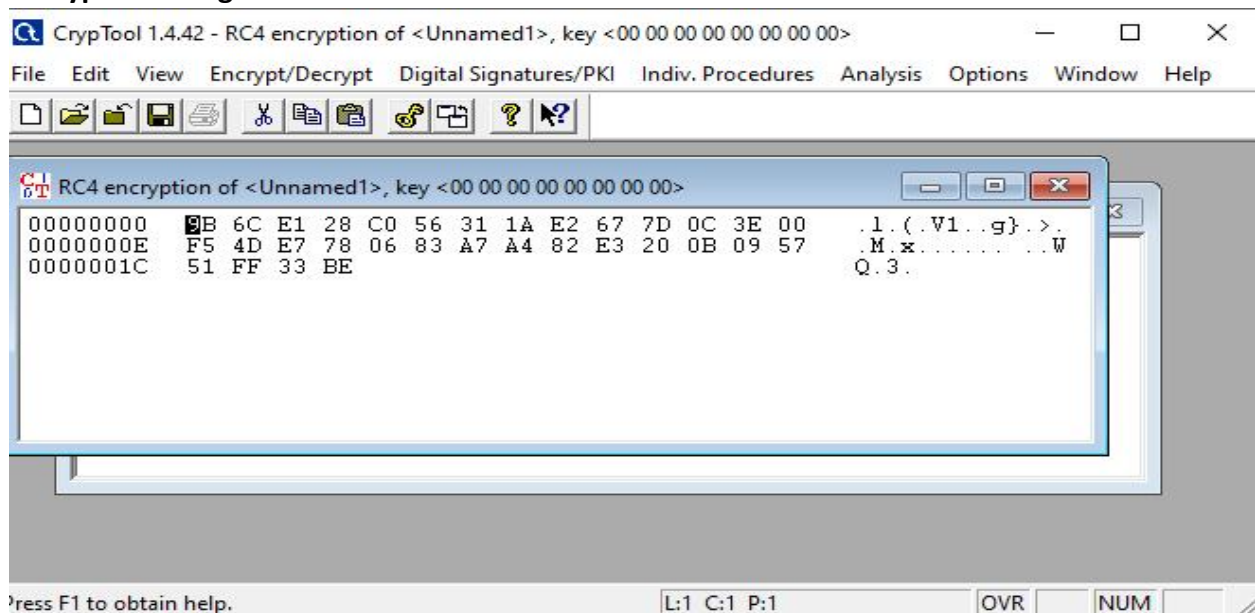 CrypTool 1.4.42 - RC4 encryption of <Unnamed1>, key <00 00 00 00 00 00 00 00>
File Edit View Encrypt/Decrypt Digital Signatures/PKI Indiv. Procedures Analysis Options Window Help
RC4 encryption of <Unnamed1>, key <00 00 00 00 00 00 00 00>
00000000 9B 6C E1 28 C0 56 31 1A E2 67 7D 0C 3E 00 .l.(.V1..g}.>.
0000000E F5 4D E7 78 06 83 A7 A4 82 E3 20 0B 09 57 .M.x...... ..W
0000001C 51 FF 33 BE Q.3.
Press F1 to obtain help. L:1 C:1 P:1 OVR NUM